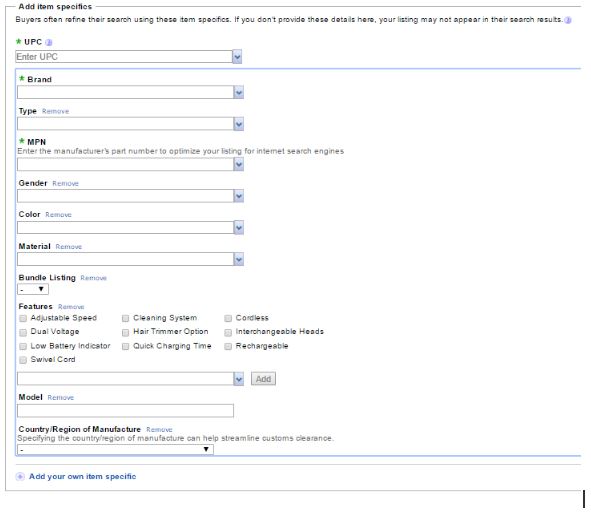 Add item specifics
Buyers often refine their search using these item specifics. If you don't provide these details here, your listing may not appear in their search results.
* UPC
Enter UPC
* Brand
Type Remove
* MPN
Enter the manufacturer's part number to optimize your listing for internet search engines
Gender Remove
Color Remove
Material Remove
Bundle Listing Remove
-
Features Remove
Adjustable Speed Cleaning System Cordless
Dual Voltage Hair Trimmer Option Interchangeable Heads
Low Battery Indicator Quick Charging Time Rechargeable
Swivel Cord
Add
Model Remove
Country/Region of Manufacture Remove
Specifying the country/region of manufacture can help streamline customs clearance.
-
Add your own item specific